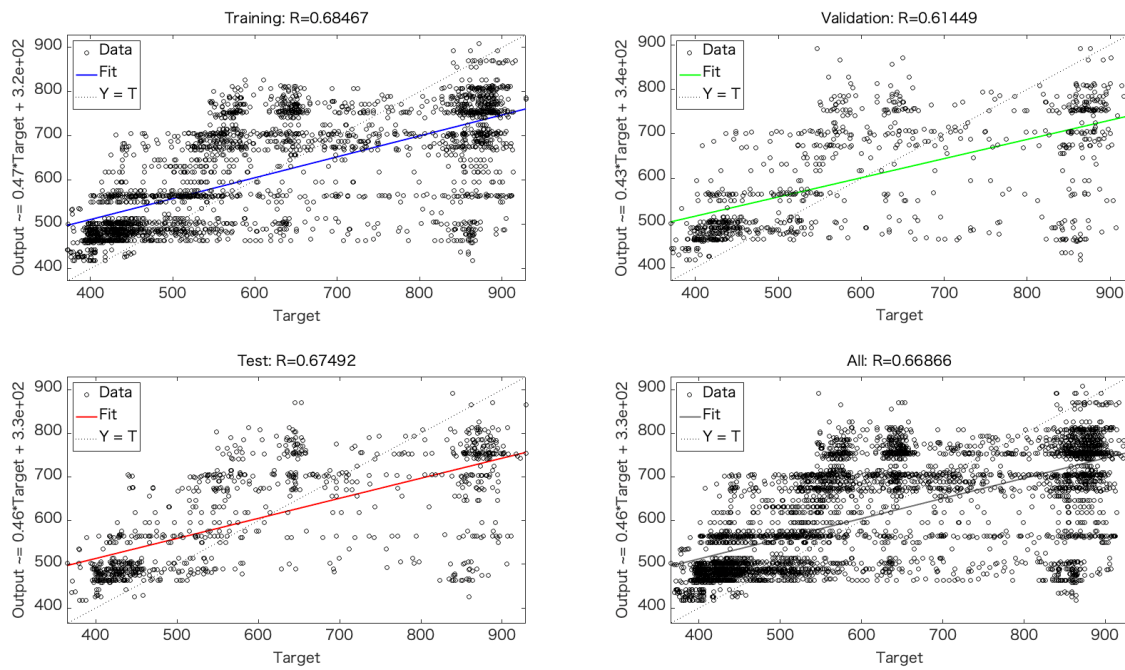 Training: R=0.68467
Output ~= 0.47*Target + 3.2e+02
900
800
700
600
500
400
Data
Fit
Y = T
400 500 600 700 800 900
Target
Validation: R=0.61449
Output ~= 0.43*Target + 3.4e+02
900
800
700
600
500
400
Data
Fit
Y = T
400 500 600 700 800 900
Target
Test: R=0.67492
Output ~= 0.46*Target + 3.3e+02
900
800
700
600
500
400
Data
Fit
Y = T
400 500 600 700 800 900
Target
All: R=0.66866
Output ~= 0.46*Target + 3.3e+02
900
800
700
600
500
400
Data
Fit
Y = T
400 500 600 700 800 900
Target